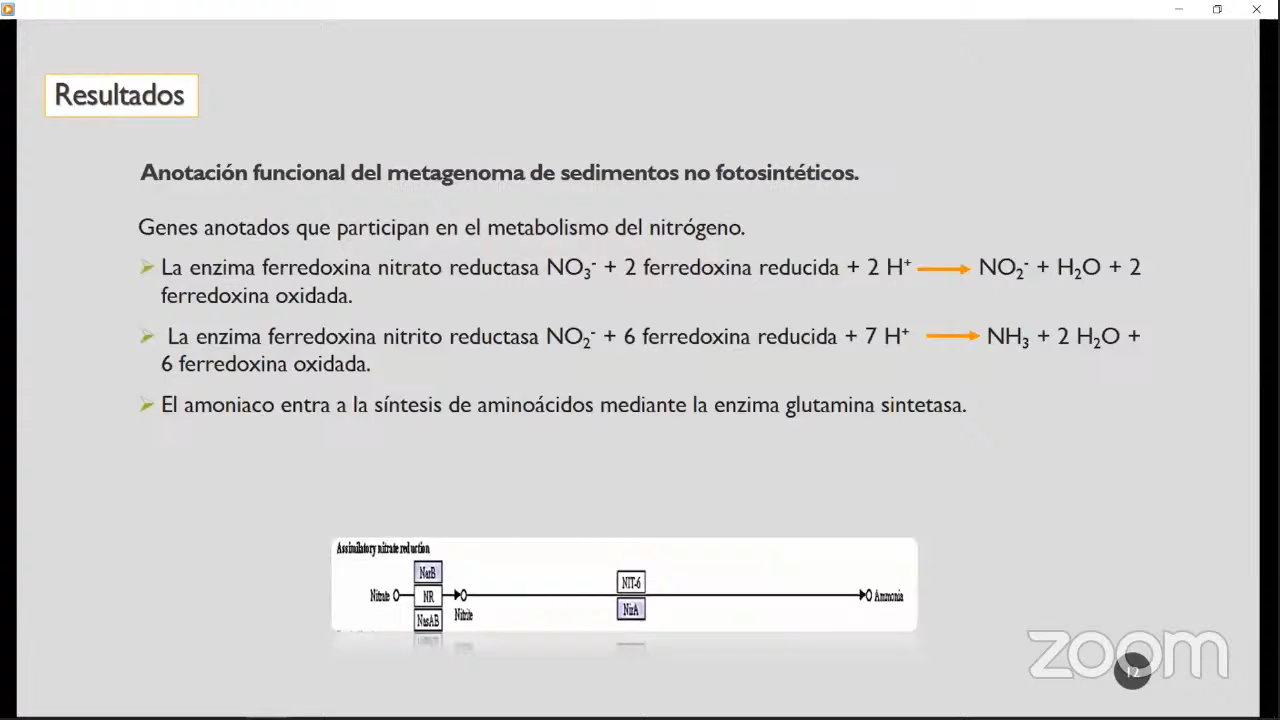 Resultados
Anotación funcional del metagenoma de sedimentos no fotosintéticos.
Genes anotados que participan en el metabolismo del nitrógeno.
La enzima ferredoxina nitrato reductasa NO₃⁻ + 2 ferredoxina reducida + 2 H⁺ → NO₂⁻ + H₂O + 2
ferredoxina oxidada.
La enzima ferredoxina nitrito reductasa NO₂⁻ + 6 ferredoxina reducida + 7 H⁺ → NH₃ + 2 H₂O +
6 ferredoxina oxidada.
El amoniaco entra a la síntesis de aminoácidos mediante la enzima glutamina sintetasa.
Assimilatory nitrate reduction
NarB
NIT-6
Nitrate NR Ammonia
NirA
Nitrite
NasAB
zoom
12